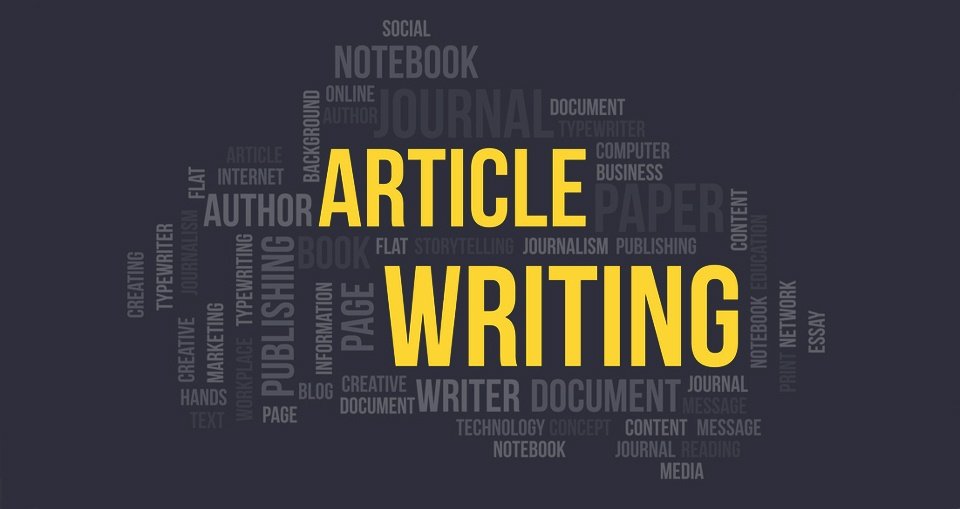 SOCIAL
NOTEBOOK
ONLINE
AUTHOR
JOURNAL
DOCUMENT
TYPEWRITER
BACKGROUND
ARTICLE
INTERNET
FLAT
AUTHOR
ARTICLE
COMPUTER
BUSINESS
PAPER
CONTENT
EDUCATION
BOOK
FLAT STORYTELLING JOURNALISM PUBLISHING
CREATING
TYPEWRITER
JOURNALISM
TYPEWRITING
PUBLISHING
INFORMATION
PAGE
WRITING
NOTEBOOK
PRINT
NETWORK
ESSAY
CREATIVE
MARKETING
WORKPLACE
HANDS
TEXT
PAGE
BLOG
CREATIVE
DOCUMENT
WRITER
DOCUMENT
JOURNAL
MESSAGE
TECHNOLOGY CONCEPT CONTENT MESSAGE
NOTEBOOK JOURNAL READING
MEDIA